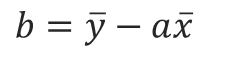 b = ȳ − ax̄